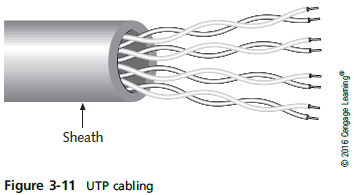 Sheath
© 2016 Cengage Learning®
Figure 3-11 UTP cabling